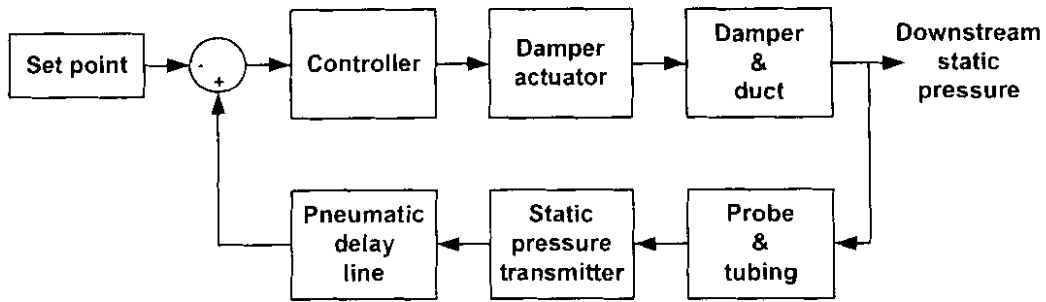 Set point
-
+
Controller
Damper
actuator
Damper
&
duct
Downstream
static
pressure
Pneumatic
delay
line
Static
pressure
transmitter
Probe
&
tubing